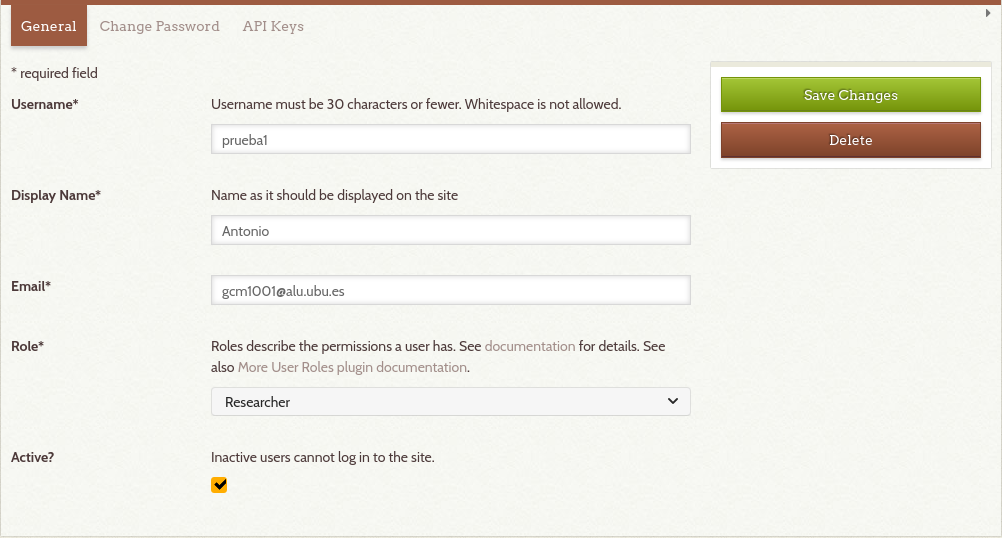 General Change Password API Keys
* required field
Username*
Username must be 30 characters or fewer. Whitespace is not allowed.
prueba1
Display Name*
Name as it should be displayed on the site
Antonio
Email*
gcm1001@alu.ubu.es
Role*
Roles describe the permissions a user has. See documentation for details. See
also More User Roles plugin documentation.
Researcher
Active?
Inactive users cannot log in to the site.
Save Changes
Delete